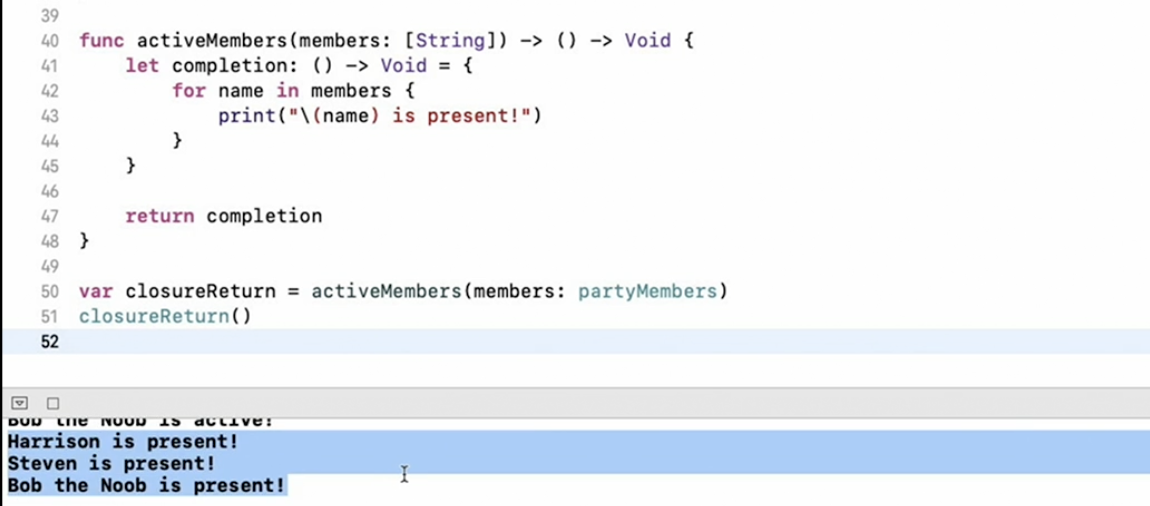 39
40 func activeMembers(members: [String]) -> () -> Void {
41 let completion: () -> Void = {
42 for name in members {
43 print("\(name) is present!")
44 }
45 }
46
47 return completion
48 }
49
50 var closureReturn = activeMembers(members: partyMembers)
51 closureReturn()
52
Bob the Noob is active!
Harrison is present!
Steven is present!
Bob the Noob is present!